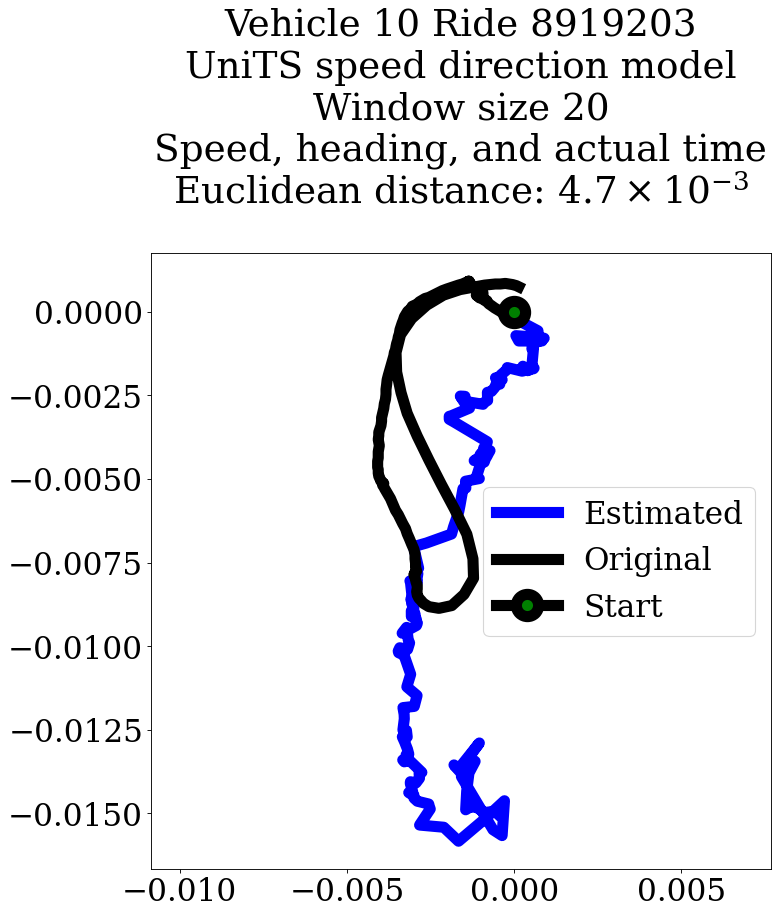 Vehicle 10 Ride 8919203
UniTS speed direction model
Window size 20
Speed, heading, and actual time
Euclidean distance: 4.7 × 10⁻³
0.0000
−0.0025
−0.0050
−0.0075
−0.0100
−0.0125
−0.0150
Estimated
Original
Start
−0.010
−0.005
0.000
0.005